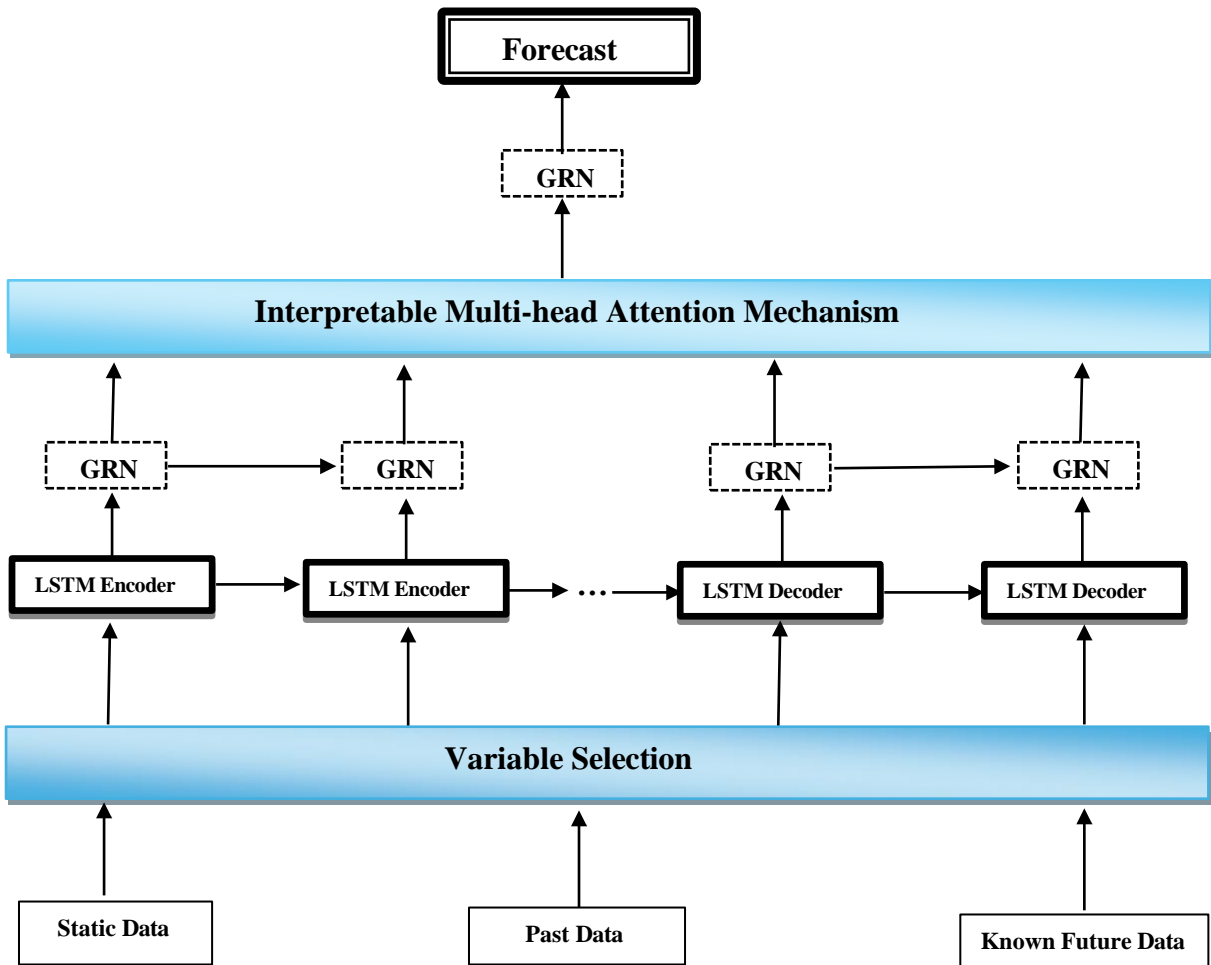 Forecast
GRN
Interpretable Multi-head Attention Mechanism
GRN
GRN
GRN
GRN
LSTM Encoder
LSTM Encoder
...
LSTM Decoder
LSTM Decoder
Variable Selection
Static Data
Past Data
Known Future Data